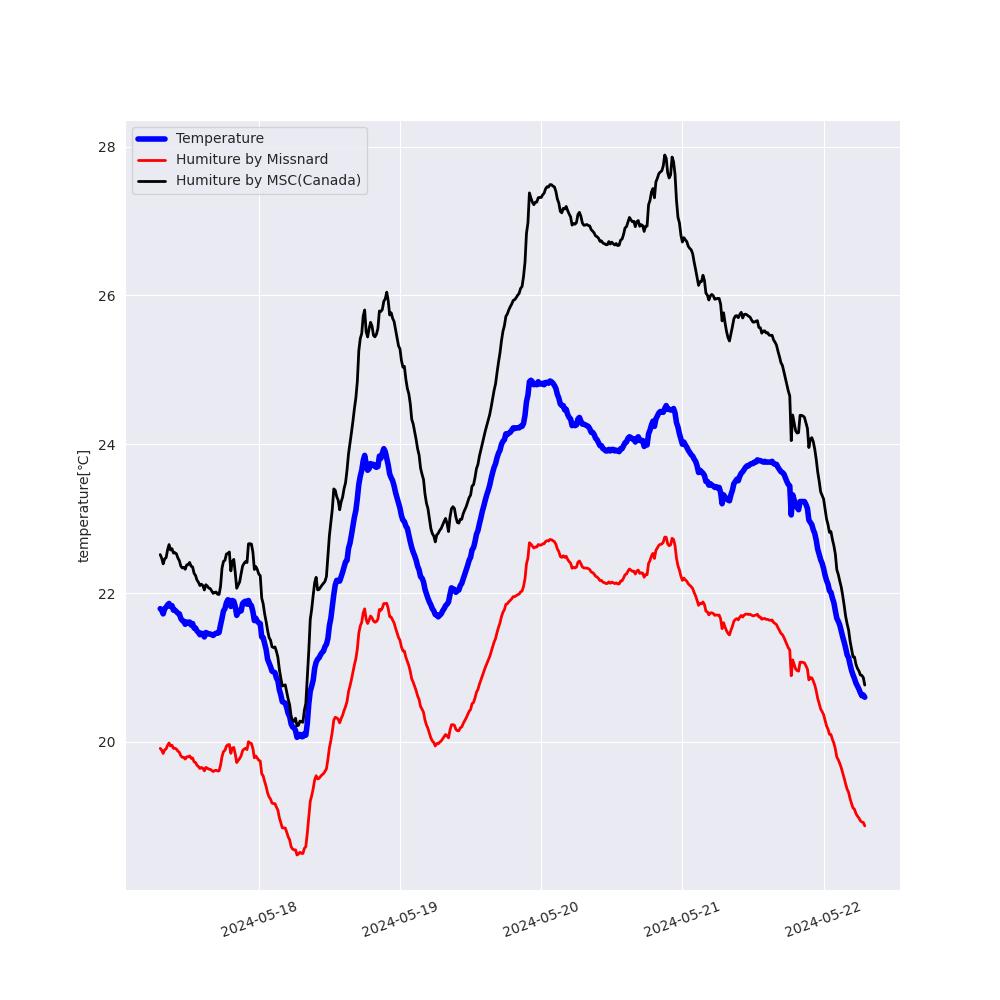 Temperature
Humiture by Missnard
Humiture by MSC(Canada)
28
26
24
22
20
temperature[℃]
2024-05-18
2024-05-19
2024-05-20
2024-05-21
2024-05-22